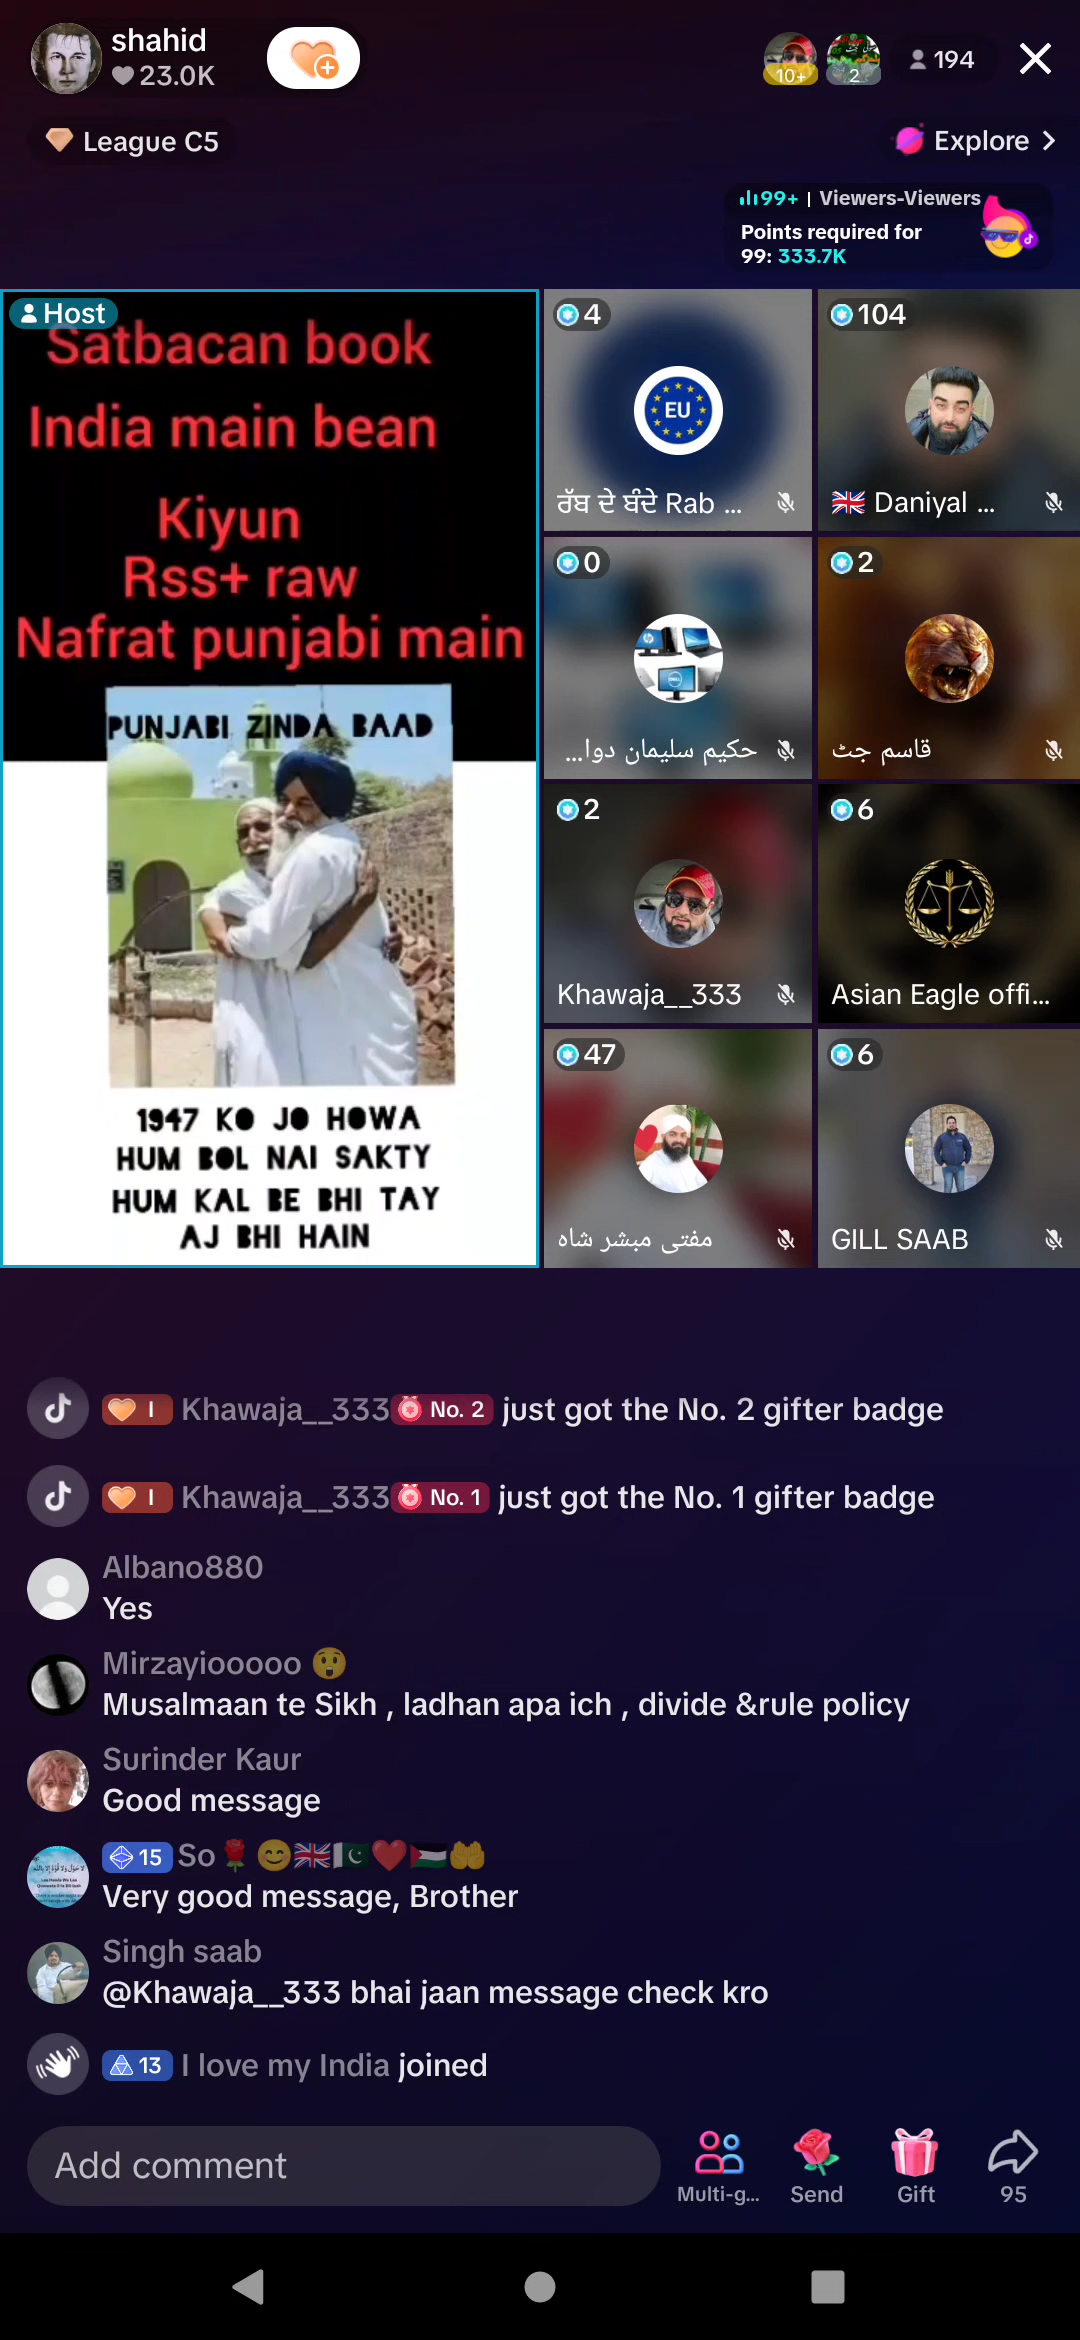 shahid
23.0K
10+
2
194
League C5
Explore
99+ | Viewers-Viewers
Points required for
99: 333.7K
Host
Satbacan book
India main bean
Kiyun
Rss+ raw
Nafrat punjabi main
PUNJABI ZINDA BAAD
1947 KO JO HOWA
HUM BOL NAI SAKTY
HUM KAL BE BHI TAY
AJ BHI HAIN
4
EU
ਰੱਬ ਦੇ ਬੰਦੇ Rab ...
104
🇬🇧 Daniyal ...
0
حکیم سلیمان دوا...
2
قاسم جٹ
2
Khawaja__333
6
Asian Eagle offi...
47
مفتی مبشر شاہ
6
GILL SAAB
I Khawaja__333 No. 2 just got the No. 2 gifter badge
I Khawaja__333 No. 1 just got the No. 1 gifter badge
Albano880
Yes
Mirzayiooooo 😲
Musalmaan te Sikh , ladhan apa ich , divide &rule policy
Surinder Kaur
Good message
15 So🌹😊🇬🇧🇵🇰❤️🇵🇸🤲
Very good message, Brother
Singh saab
@Khawaja__333 bhai jaan message check kro
13 I love my India joined
Add comment
Multi-g...
Send
Gift
95